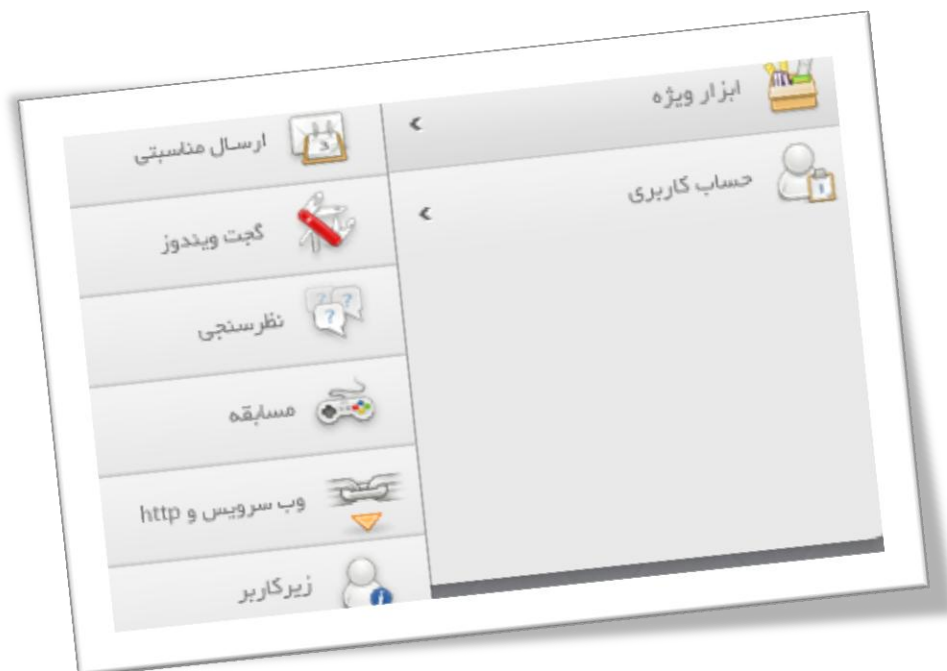 ابزار ویژه
حساب کاربری
ارسال مناسبتی
گجت ویندوز
نظرسنجی
مسابقه
وب سرویس و http
زیرکاربر